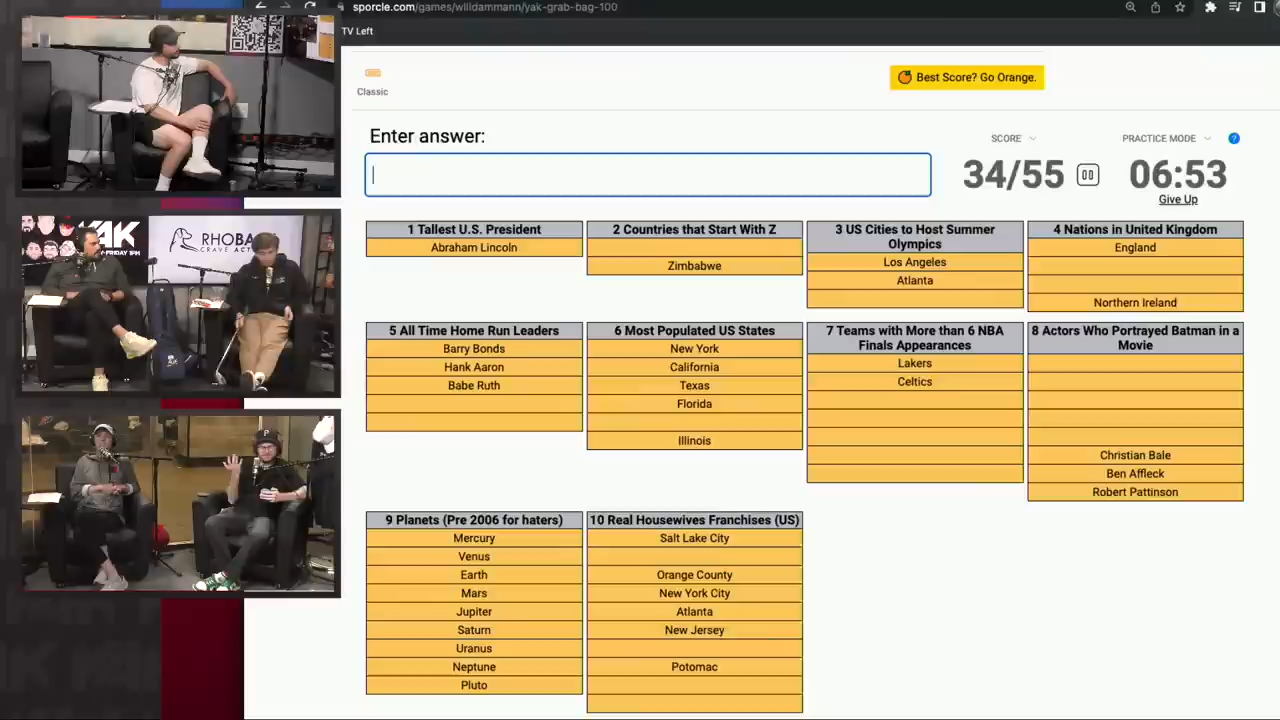 sporcle.com/games/willdammann/yak-grab-bag-100
TV Left
Classic
Best Score? Go Orange.
Enter answer:
SCORE
34/55
PRACTICE MODE
?
06:53
Give Up
1 Tallest U.S. President
Abraham Lincoln
2 Countries that Start With Z
Zimbabwe
3 US Cities to Host Summer
Olympics
Los Angeles
Atlanta
4 Nations in United Kingdom
England
Northern Ireland
5 All Time Home Run Leaders
Barry Bonds
Hank Aaron
Babe Ruth
6 Most Populated US States
New York
California
Texas
Florida
Illinois
7 Teams with More than 6 NBA
Finals Appearances
Lakers
Celtics
8 Actors Who Portrayed Batman in a
Movie
Christian Bale
Ben Affleck
Robert Pattinson
9 Planets (Pre 2006 for haters)
Mercury
Venus
Earth
Mars
Jupiter
Saturn
Uranus
Neptune
Pluto
10 Real Housewives Franchises (US)
Salt Lake City
Orange County
New York City
Atlanta
New Jersey
Potomac
YAK
RHOBA
CRAVE ACT